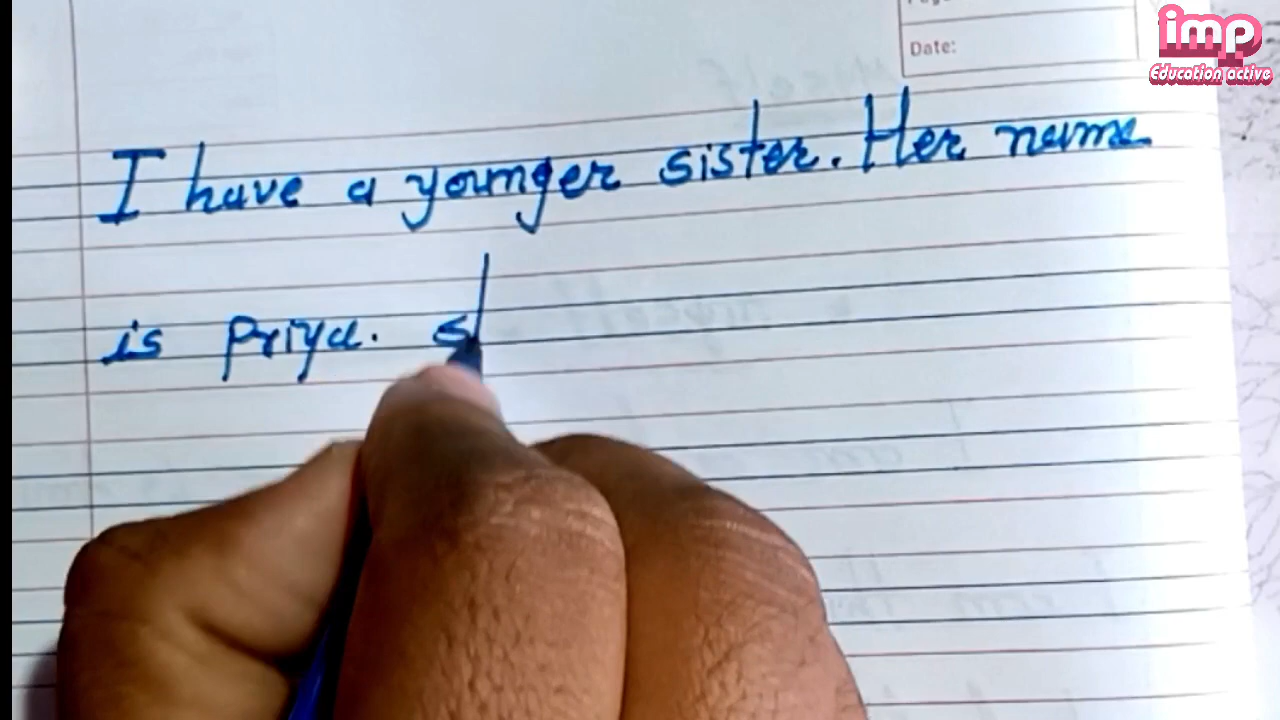 imp
Education active
Date:
I have a younger sister. Her name
is Priya. s